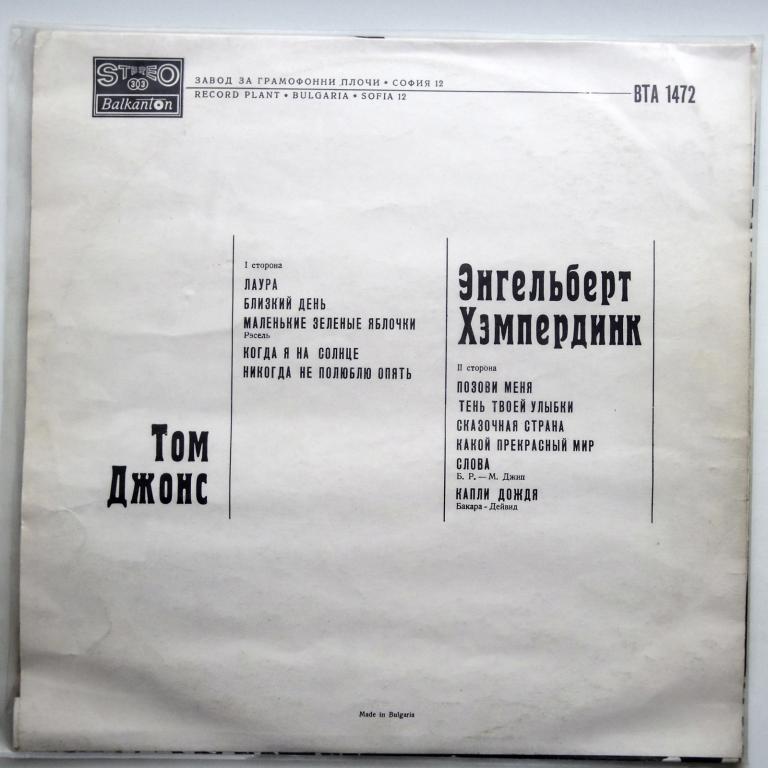 STEREO
33
Balkanton
ЗАВОД ЗА ГРАМОФОННИ ПЛОЧИ • СОФИЯ 12
RECORD PLANT • BULGARIA • SOFIA 12
ВТА 1472
Том
Джонс
I сторона
ЛАУРА
БЛИЗКИЙ ДЕНЬ
МАЛЕНЬКИЕ ЗЕЛЕНЫЕ ЯБЛОЧКИ
Рэсель
КОГДА Я НА СОЛНЦЕ
НИКОГДА НЕ ПОЛЮБЛЮ ОПЯТЬ
Энгельберт
Хэмпердинк
II сторона
ПОЗОВИ МЕНЯ
ТЕНЬ ТВОЕЙ УЛЫБКИ
СКАЗОЧНАЯ СТРАНА
КАКОЙ ПРЕКРАСНЫЙ МИР
СЛОВА
Б. Р. — М. Джип
КАПЛИ ДОЖДЯ
Бакара - Дейвид
Made in Bulgaria